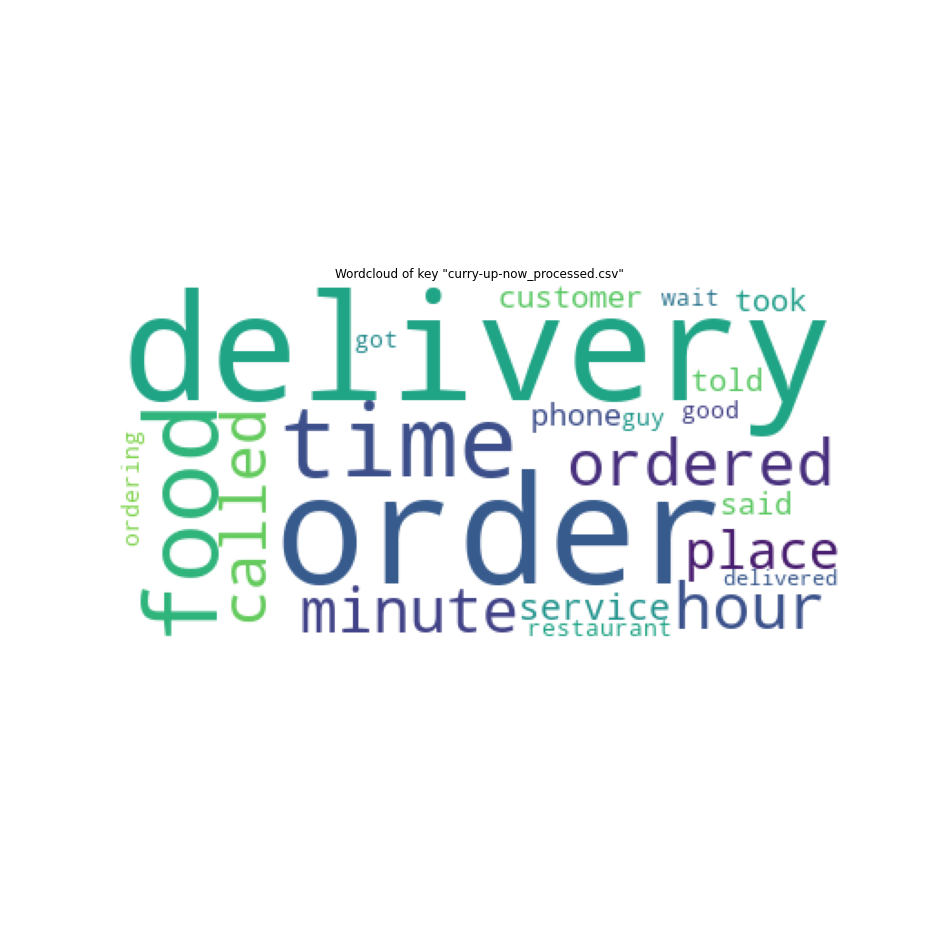 Wordcloud of key "curry-up-now_processed.csv"
delivery
customer
wait
took
got
told
phone
guy
good
food
called
ordering
time
ordered
order
said
place
delivered
minute
service
hour
restaurant